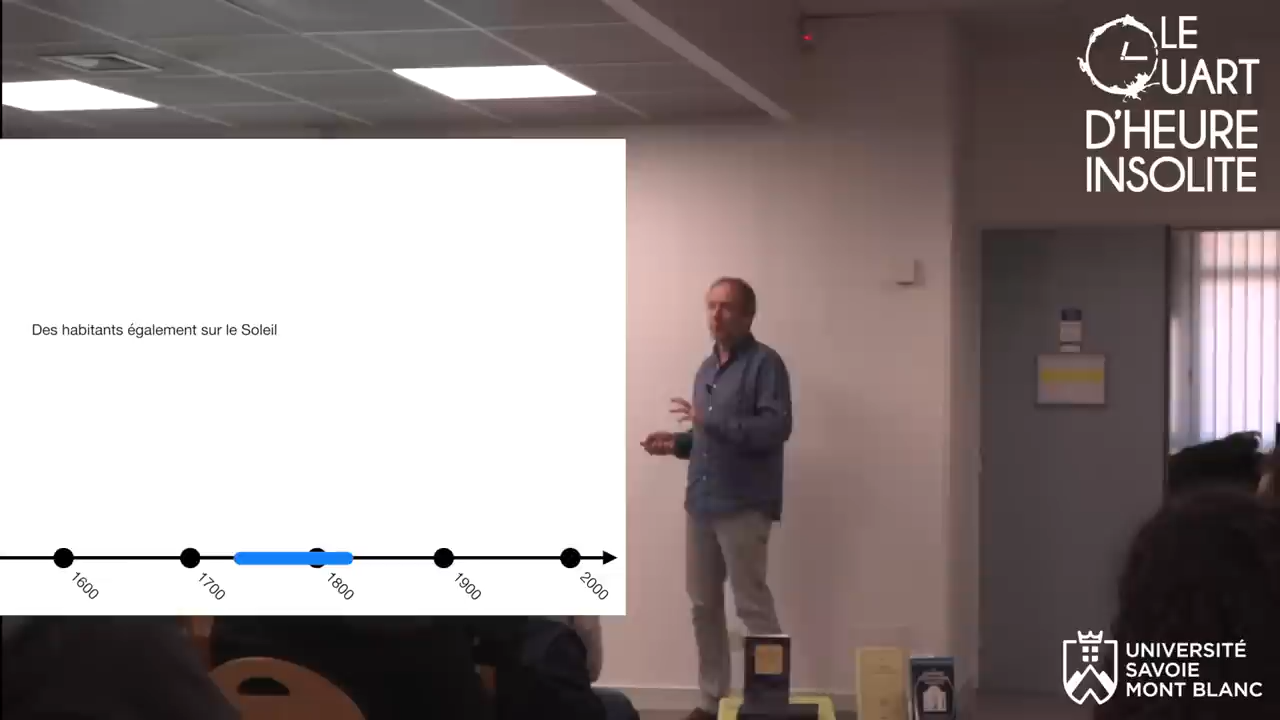 LE
QUART
D'HEURE
INSOLITE
Des habitants également sur le Soleil
1600
1700
1800
1900
2000
UNIVERSITÉ
SAVOIE
MONT BLANC